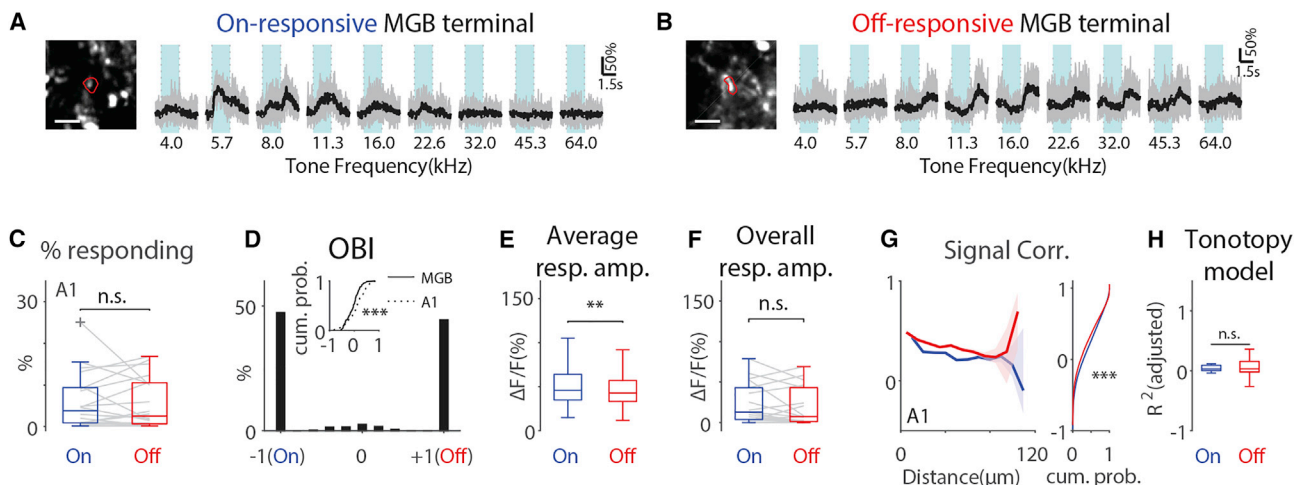 A
On-responsive MGB terminal
50%
1.5s
4.0 5.7 8.0 11.3 16.0 22.6 32.0 45.3 64.0
Tone Frequency(kHz)
B
Off-responsive MGB terminal
50%
1.5s
4.0 5.7 8.0 11.3 16.0 22.6 32.0 45.3 64.0
Tone Frequency(kHz)
C
% responding
A1
n.s.
30
%
0
On Off
D
OBI
50
%
0
-1(On) 0 +1(Off)
cum. prob.
1
0
-1 0 1
MGB
A1
***
E
Average
resp. amp.
**
150
ΔF/F(%)
0
On Off
F
Overall
resp. amp.
n.s.
150
ΔF/F(%)
0
On Off
G
Signal Corr.
1
0
A1
0 120
Distance(μm)
1
0
-1
***
0 1
cum. prob.
H
Tonotopy
model
1
n.s.
R2(adjusted)
0
-1
On Off